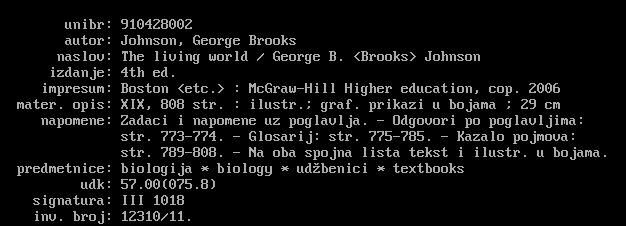 unibr: 910428002
autor: Johnson, George Brooks
naslov: The living world / George B. <Brooks> Johnson
izdanje: 4th ed.
impresum: Boston <etc.> : McGraw-Hill Higher education, cop. 2006
mater. opis: XIX, 808 str. : ilustr.; graf. prikazi u bojama ; 29 cm
napomene: Zadaci i napomene uz poglavlja. - Odgovori po poglavljima:
str. 773-774. - Glosarij: str. 775-785. - Kazalo pojmova:
str. 789-808. - Na oba spojna lista tekst i ilustr. u bojama.
predmetnice: biologija * biology * udžbenici * textbooks
udk: 57.00(075.8)
signatura: III 1018
inv. broj: 12310/11.